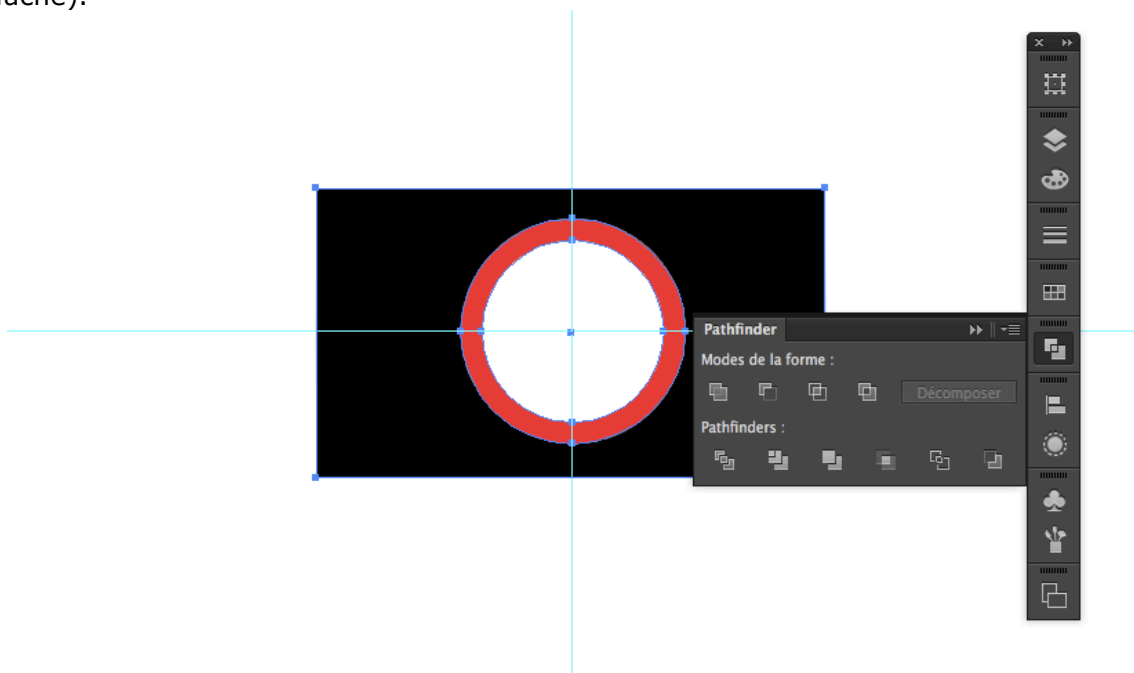 Pathfinder
Modes de la forme :
Décomposer
Pathfinders :